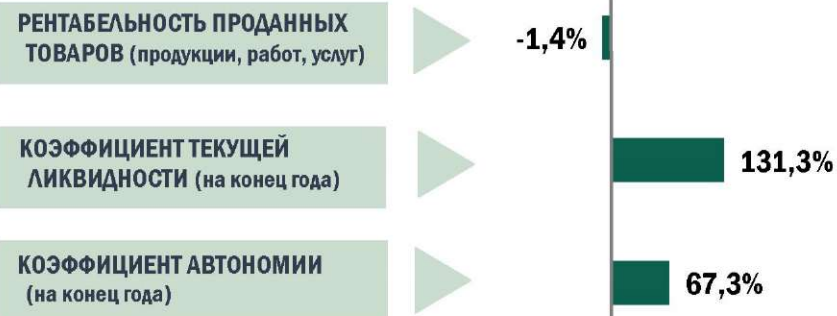 РЕНТАБЕЛЬНОСТЬ ПРОДАННЫХ
ТОВАРОВ (продукции, работ, услуг)
-1,4%
КОЭФФИЦИЕНТ ТЕКУЩЕЙ
ЛИКВИДНОСТИ (на конец года)
131,3%
КОЭФФИЦИЕНТ АВТОНОМИИ
(на конец года)
67,3%